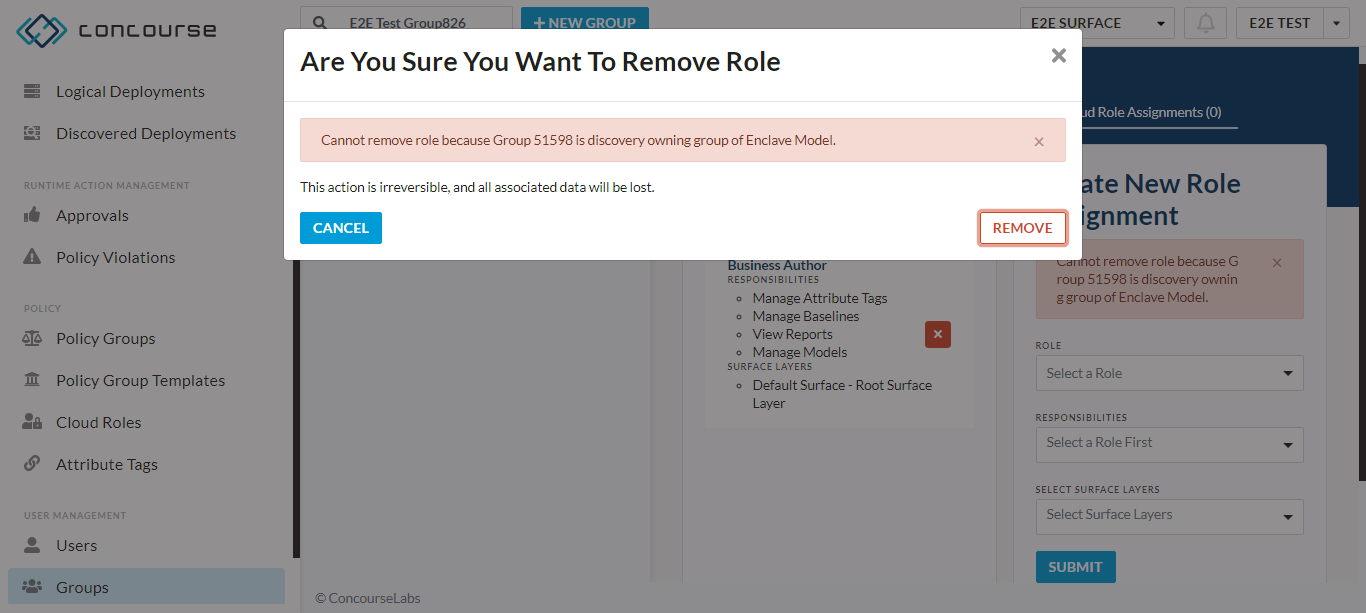 concourse
E2E Test Group826
+ NEW GROUP
E2E SURFACE
E2E TEST
Logical Deployments
Discovered Deployments
RUNTIME ACTION MANAGEMENT
Approvals
Policy Violations
POLICY
Policy Groups
Policy Group Templates
Cloud Roles
Attribute Tags
USER MANAGEMENT
Users
Groups
Are You Sure You Want To Remove Role
×
Cannot remove role because Group 51598 is discovery owning group of Enclave Model.
×
This action is irreversible, and all associated data will be lost.
CANCEL
REMOVE
Business Author
RESPONSIBILITIES
Manage Attribute Tags
Manage Baselines
View Reports
Manage Models
SURFACE LAYERS
Default Surface - Root Surface
Layer
Role Assignments (0)
New Role
Cannot remove role because G
roup 51598 is discovery ownin
g group of Enclave Model.
×
ROLE
Select a Role
RESPONSIBILITIES
Select a Role First
SELECT SURFACE LAYERS
Select Surface Layers
SUBMIT
© ConcourseLabs